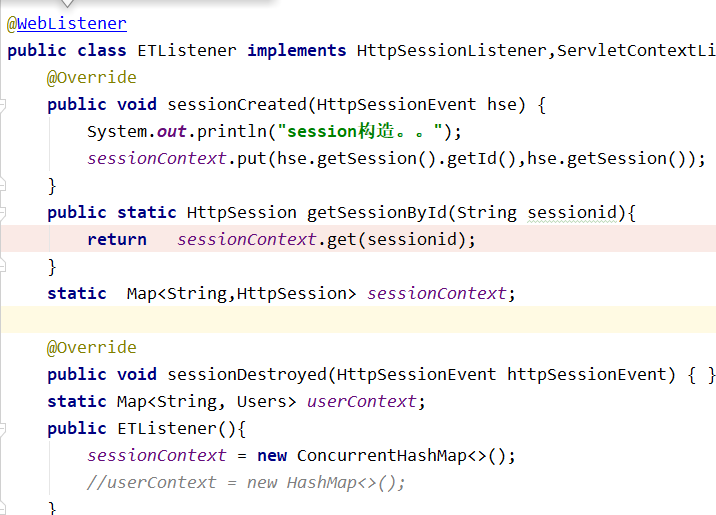 @WebListener
public class ETListener implements HttpSessionListener,ServletContextLi
@Override
public void sessionCreated(HttpSessionEvent hse) {
System.out.println("session构造。。");
sessionContext.put(hse.getSession().getId(),hse.getSession());
}
public static HttpSession getSessionById(String sessionid){
return   sessionContext.get(sessionid);
}
static  Map<String,HttpSession> sessionContext;
@Override
public void sessionDestroyed(HttpSessionEvent httpSessionEvent) { }
static Map<String, Users> userContext;
public ETListener(){
sessionContext = new ConcurrentHashMap<>();
//userContext = new HashMap<>();
}